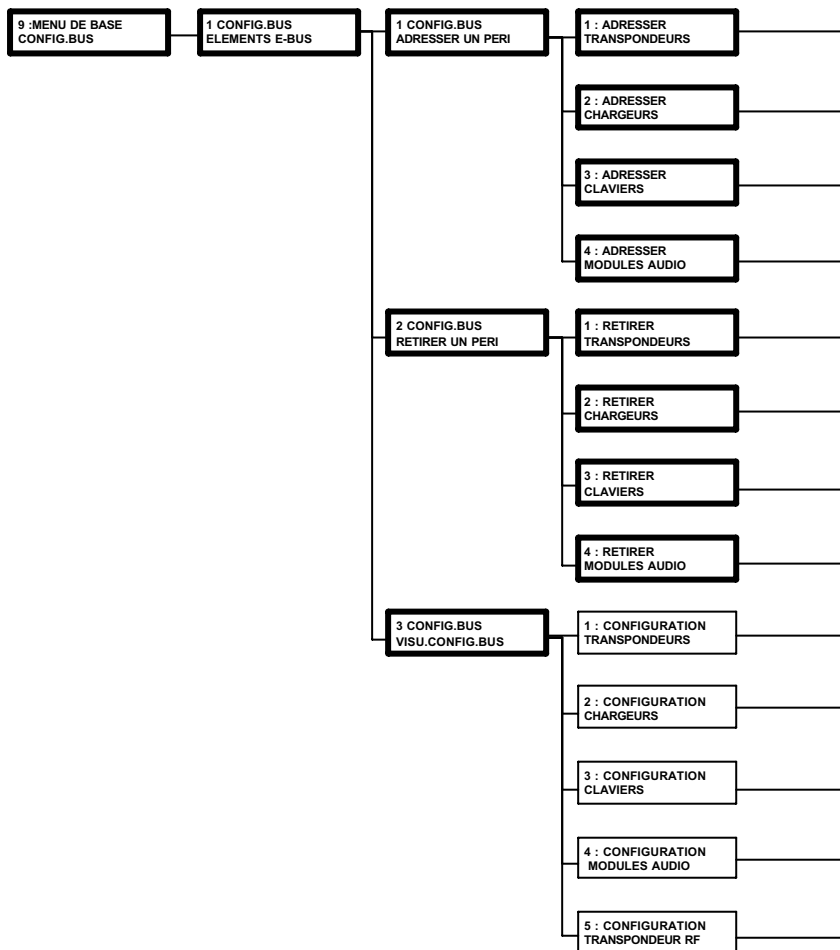 9 :MENU DE BASE
CONFIG.BUS
1 CONFIG.BUS
ELEMENTS E-BUS
1 CONFIG.BUS
ADRESSER UN PERI
1 : ADRESSER
TRANSPONDEURS
2 : ADRESSER
CHARGEURS
3 : ADRESSER
CLAVIERS
4 : ADRESSER
MODULES AUDIO
2 CONFIG.BUS
RETIRER UN PERI
1 : RETIRER
TRANSPONDEURS
2 : RETIRER
CHARGEURS
3 : RETIRER
CLAVIERS
4 : RETIRER
MODULES AUDIO
3 CONFIG.BUS
VISU.CONFIG.BUS
1 : CONFIGURATION
TRANSPONDEURS
2 : CONFIGURATION
CHARGEURS
3 : CONFIGURATION
CLAVIERS
4 : CONFIGURATION
MODULES AUDIO
5 : CONFIGURATION
TRANSPONDEUR RF